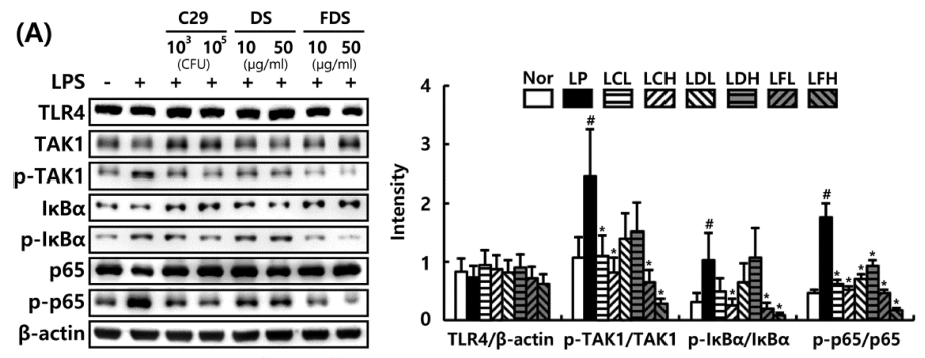 (A)
C29 DS FDS
10³ 10⁵ 10 50 10 50
(CFU) (μg/ml) (μg/ml)
LPS - + + + + + + +
TLR4
TAK1
p-TAK1
IκBα
p-IκBα
p65
p-p65
β-actin
Nor LP LCL LCH LDL LDH LFL LFH
Intensity
4
3
2
1
0
# * * * * # * * * # * * * * * *
TLR4/β-actin p-TAK1/TAK1 p-IκBα/IκBα p-p65/p65